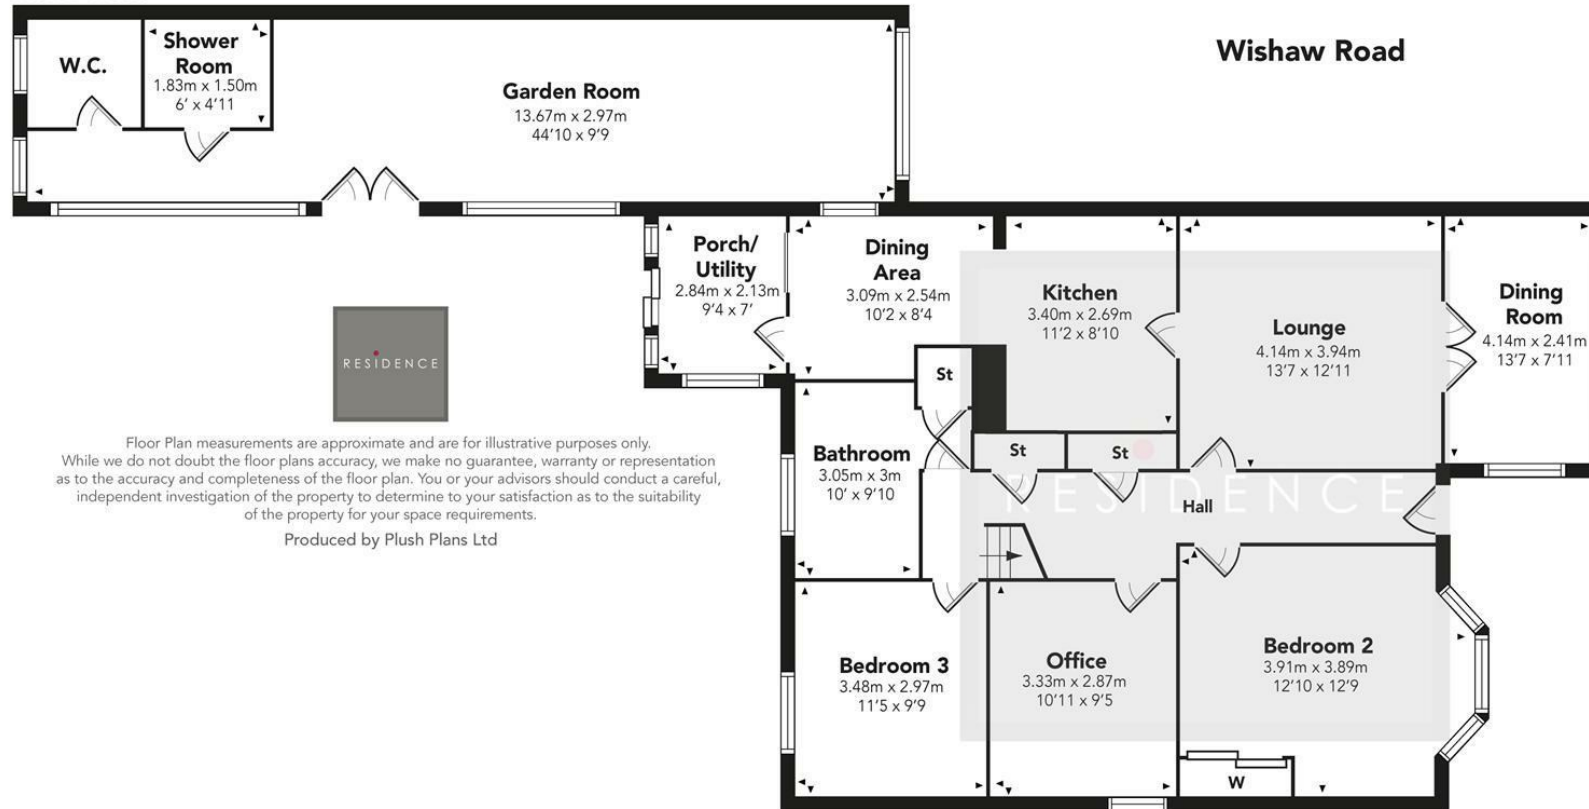 Wishaw Road
W.C.
Shower
Room
1.83m x 1.50m
6' x 4'11
Garden Room
13.67m x 2.97m
44'10 x 9'9
Porch/
Utility
2.84m x 2.13m
9'4 x 7'
Dining
Area
3.09m x 2.54m
10'2 x 8'4
Kitchen
3.40m x 2.69m
11'2 x 8'10
Lounge
4.14m x 3.94m
13'7 x 12'11
Dining
Room
4.14m x 2.41m
13'7 x 7'11
RESIDENCE
St
St
St
Bathroom
3.05m x 3m
10' x 9'10
Hall
RESIDENCE
Floor Plan measurements are approximate and are for illustrative purposes only.
While we do not doubt the floor plans accuracy, we make no guarantee, warranty or representation
as to the accuracy and completeness of the floor plan. You or your advisors should conduct a careful,
independent investigation of the property to determine to your satisfaction as to the suitability
of the property for your space requirements.
Produced by Plush Plans Ltd
Bedroom 3
3.48m x 2.97m
11'5 x 9'9
Office
3.33m x 2.87m
10'11 x 9'5
Bedroom 2
3.91m x 3.89m
12'10 x 12'9
W